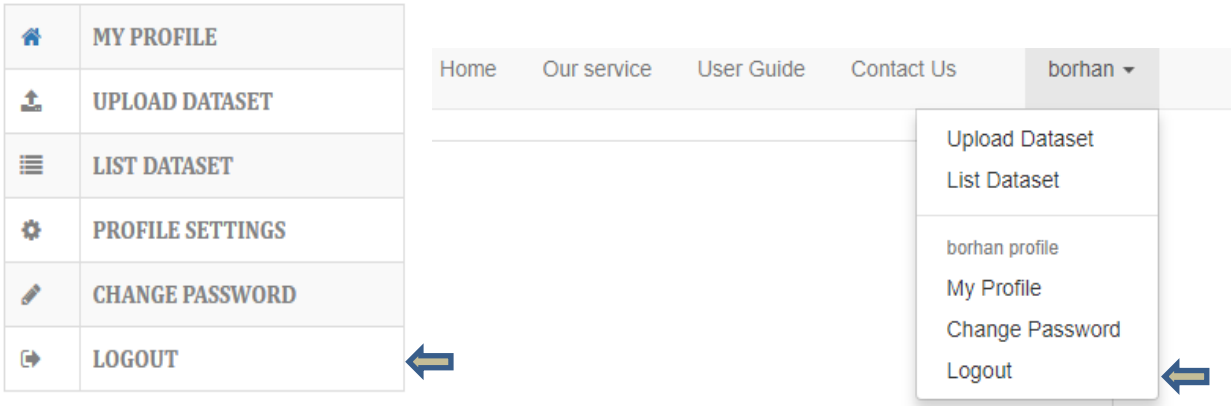 MY PROFILE
UPLOAD DATASET
LIST DATASET
PROFILE SETTINGS
CHANGE PASSWORD
LOGOUT
Home Our service User Guide Contact Us borhan
Upload Dataset
List Dataset
borhan profile
My Profile
Change Password
Logout